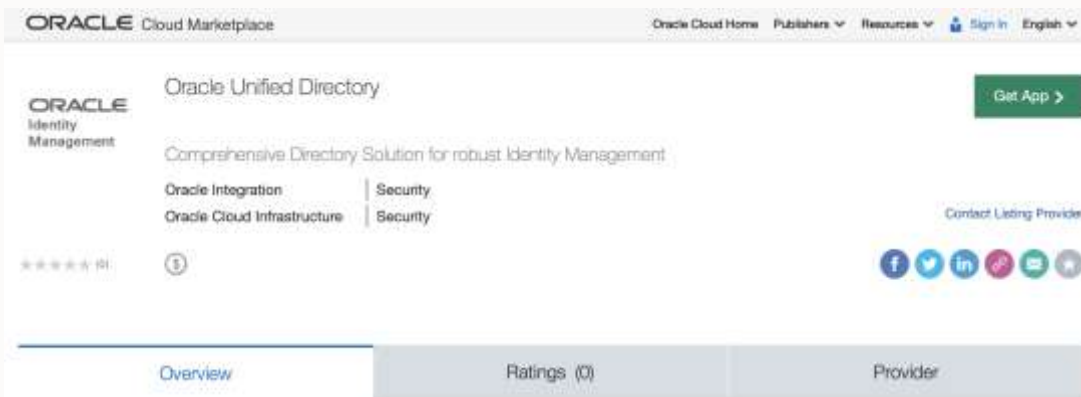 ORACLE Cloud Marketplace
Oracle Cloud Home Publishers Resources Sign In English
Oracle Unified Directory
Get App
ORACLE
Identity
Management
Comprehensive Directory Solution for robust Identity Management
Oracle Integration Security
Oracle Cloud Infrastructure Security
Contact Listing Provide
(0)
$
f in
Overview Ratings (0) Provider